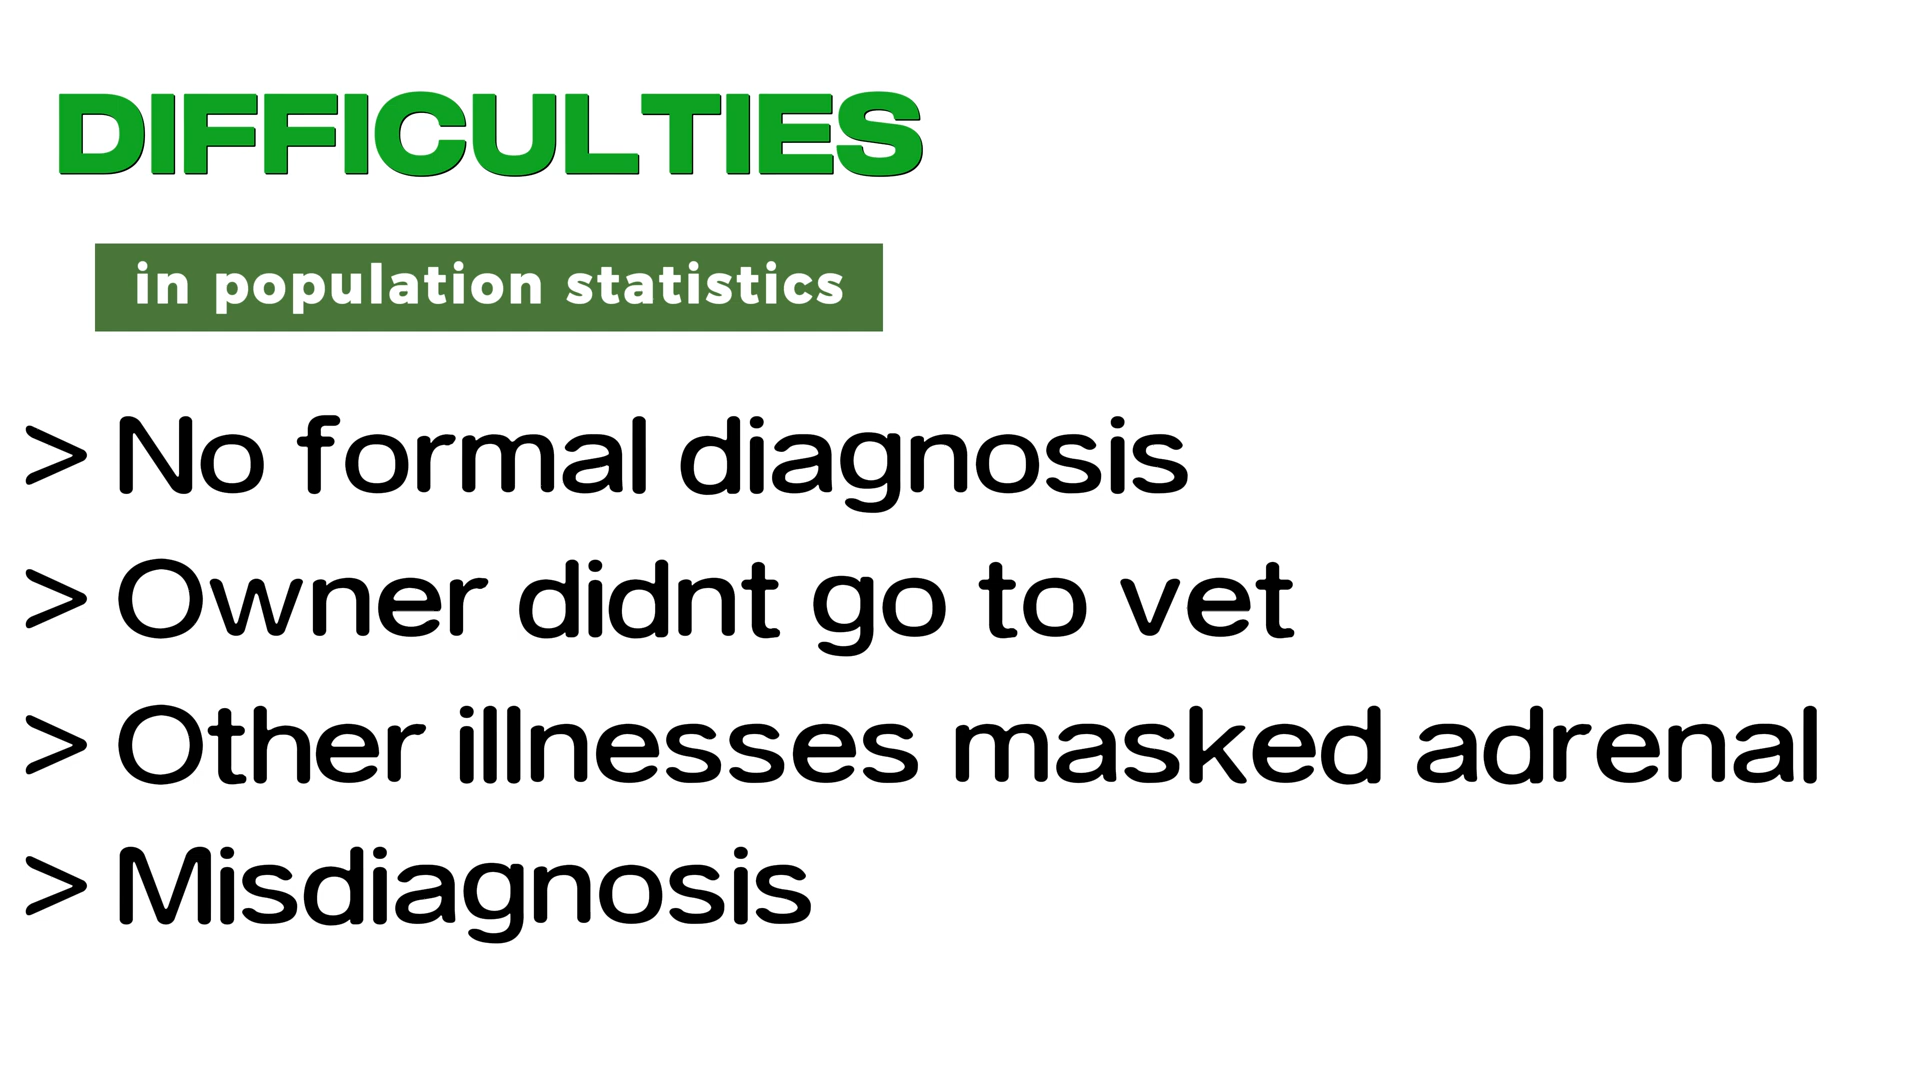 DIFFICULTIES
in population statistics
> No formal diagnosis
> Owner didnt go to vet
> Other illnesses masked adrenal
> Misdiagnosis